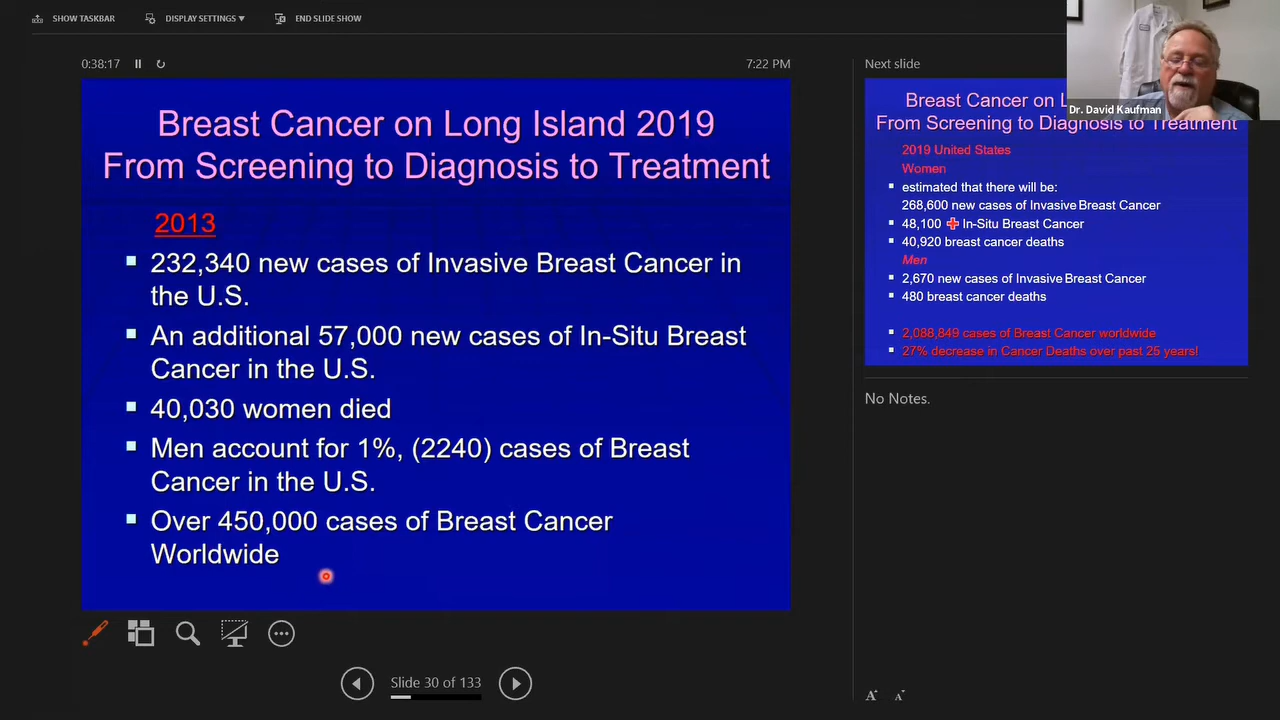 SHOW TASKBAR
DISPLAY SETTINGS ▼
END SLIDE SHOW
0:38:17
7:22 PM
Breast Cancer on Long Island 2019
From Screening to Diagnosis to Treatment
2013
232,340 new cases of Invasive Breast Cancer in
the U.S.
An additional 57,000 new cases of In-Situ Breast
Cancer in the U.S.
40,030 women died
Men account for 1%, (2240) cases of Breast
Cancer in the U.S.
Over 450,000 cases of Breast Cancer
Worldwide
Slide 30 of 133
Next slide
Dr. David Kaufman
Breast Cancer on
From Screening to Diagnosis to Treatment
2019 United States
Women
estimated that there will be:
268,600 new cases of Invasive Breast Cancer
48,100 + In-Situ Breast Cancer
40,920 breast cancer deaths
Men
2,670 new cases of Invasive Breast Cancer
480 breast cancer deaths
2,088,849 cases of Breast Cancer worldwide
27% decrease in Cancer Deaths over past 25 years!
No Notes.
A A